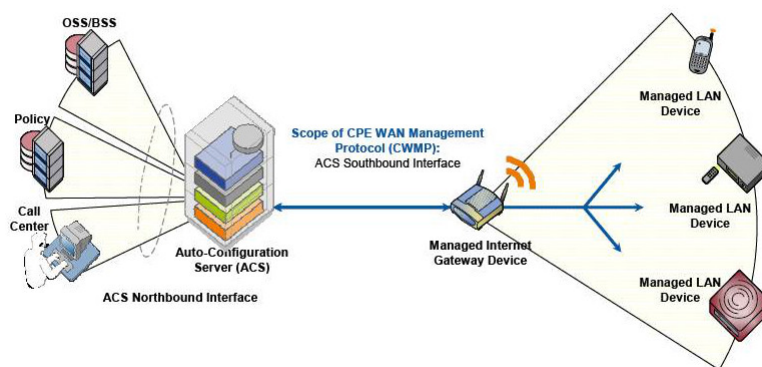 OSS/BSS
Policy
Call
Center
Auto-Configuration
Server (ACS)
ACS Northbound Interface
Scope of CPE WAN Management
Protocol (CWMP):
ACS Southbound Interface
Managed Internet
Gateway Device
Managed LAN
Device
Managed LAN
Device
Managed LAN
Device